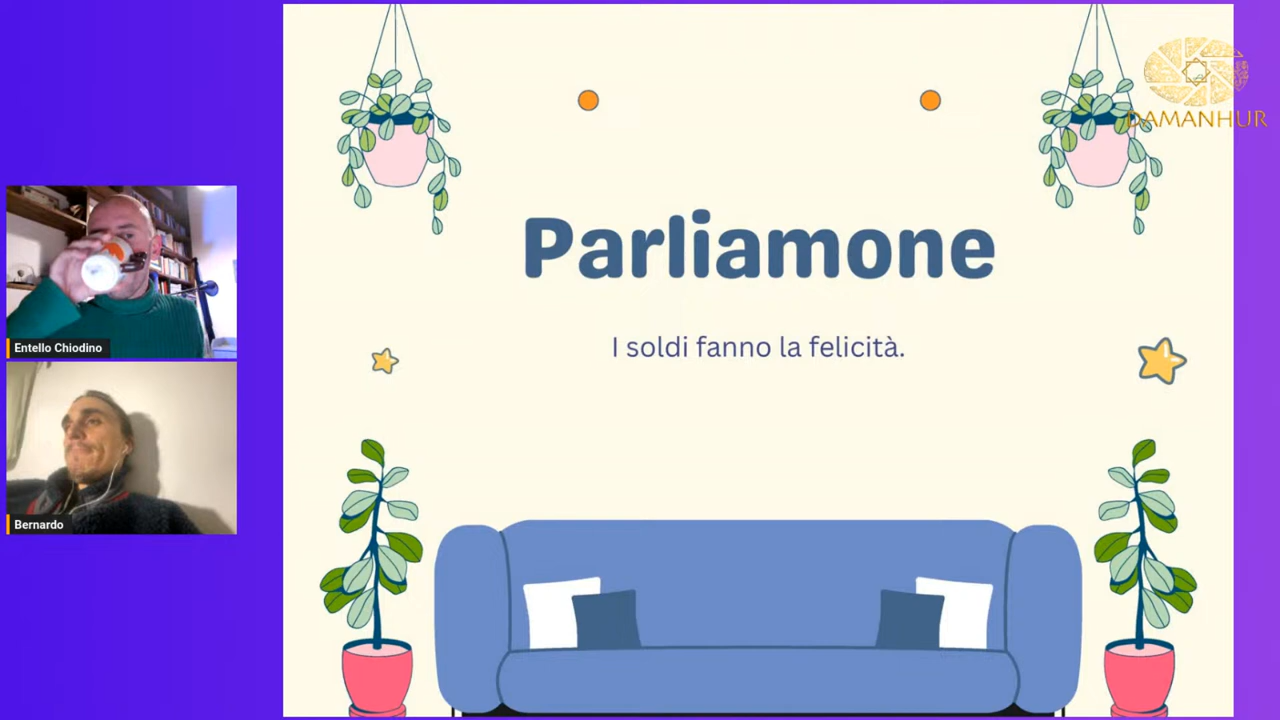 DAMANHUR
Parliamone
I soldi fanno la felicità.
Entello Chiodino
Bernardo